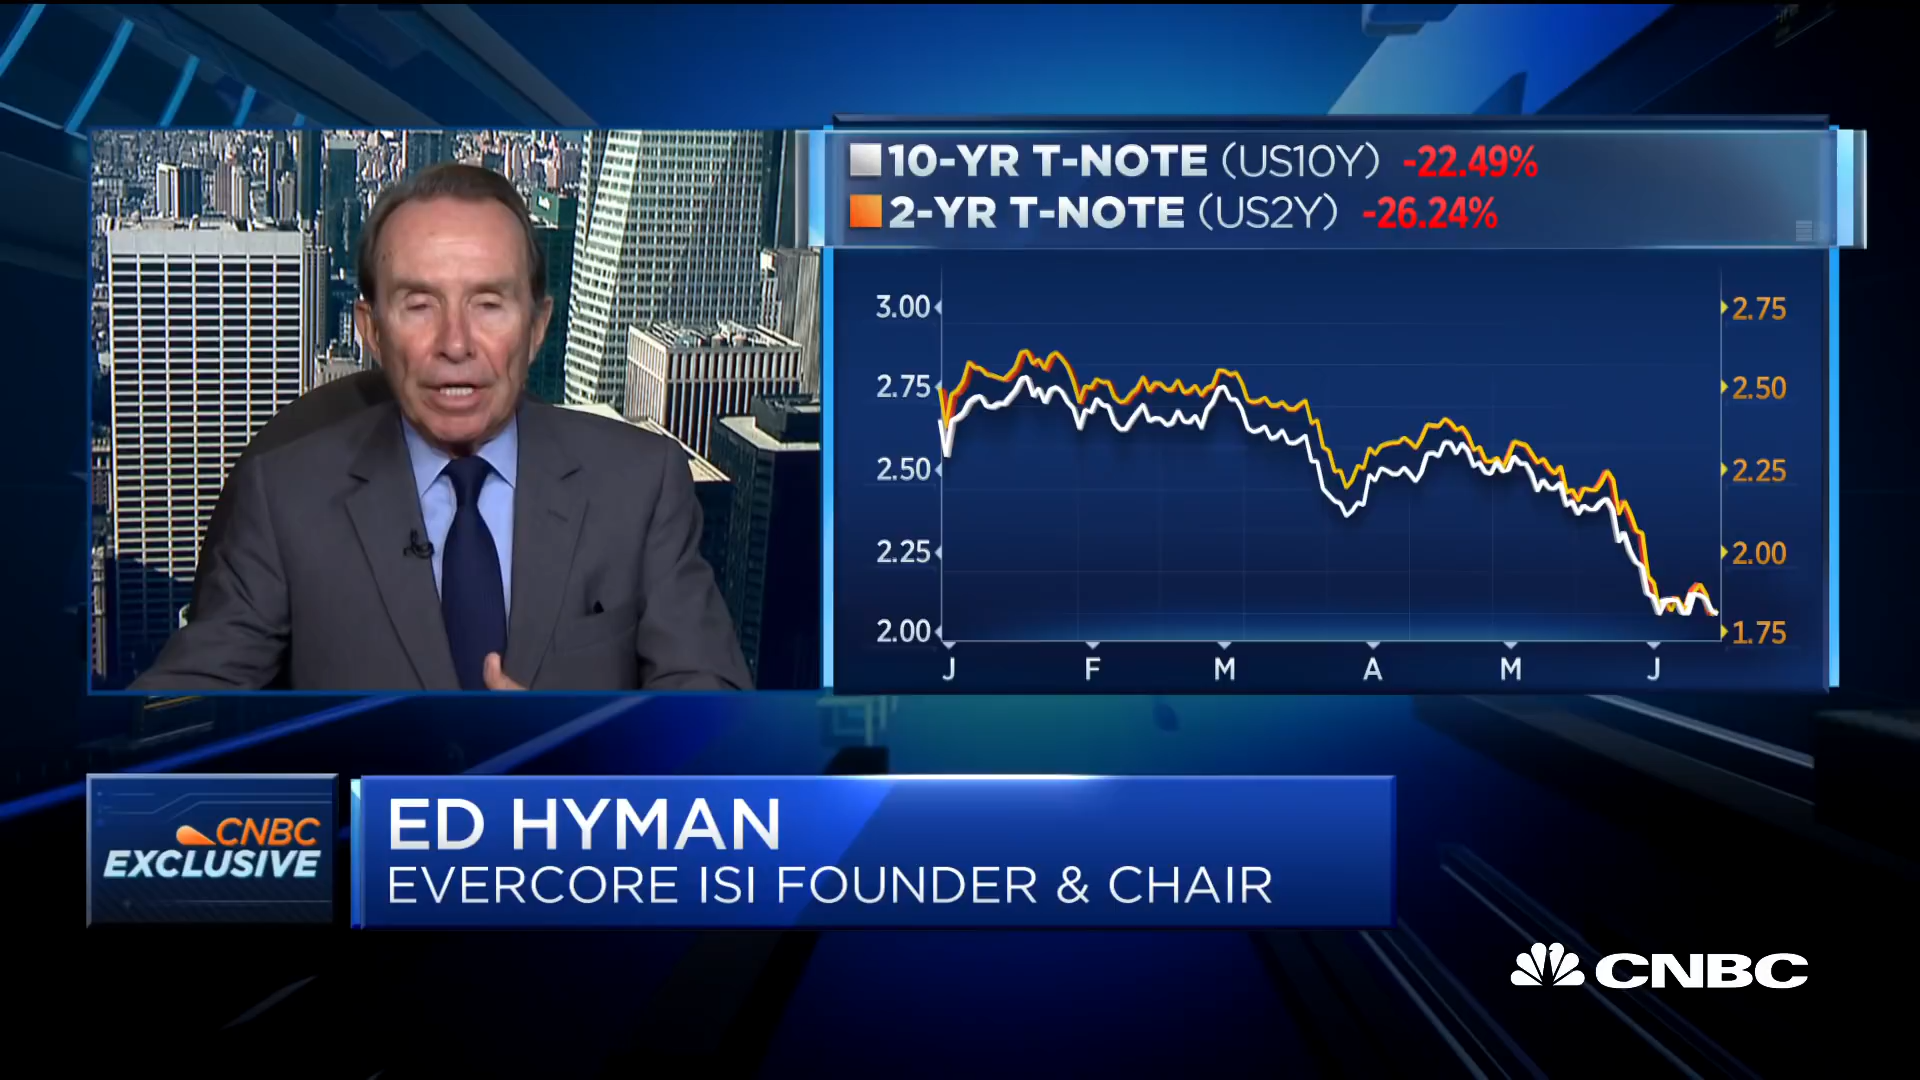 10-YR T-NOTE (US10Y) -22.49%
2-YR T-NOTE (US2Y) -26.24%
3.00 2.75
2.75 2.50
2.50 2.25
2.25 2.00
2.00 1.75
J F M A M J
CNBC
EXCLUSIVE
ED HYMAN
EVERCORE ISI FOUNDER & CHAIR
CNBC